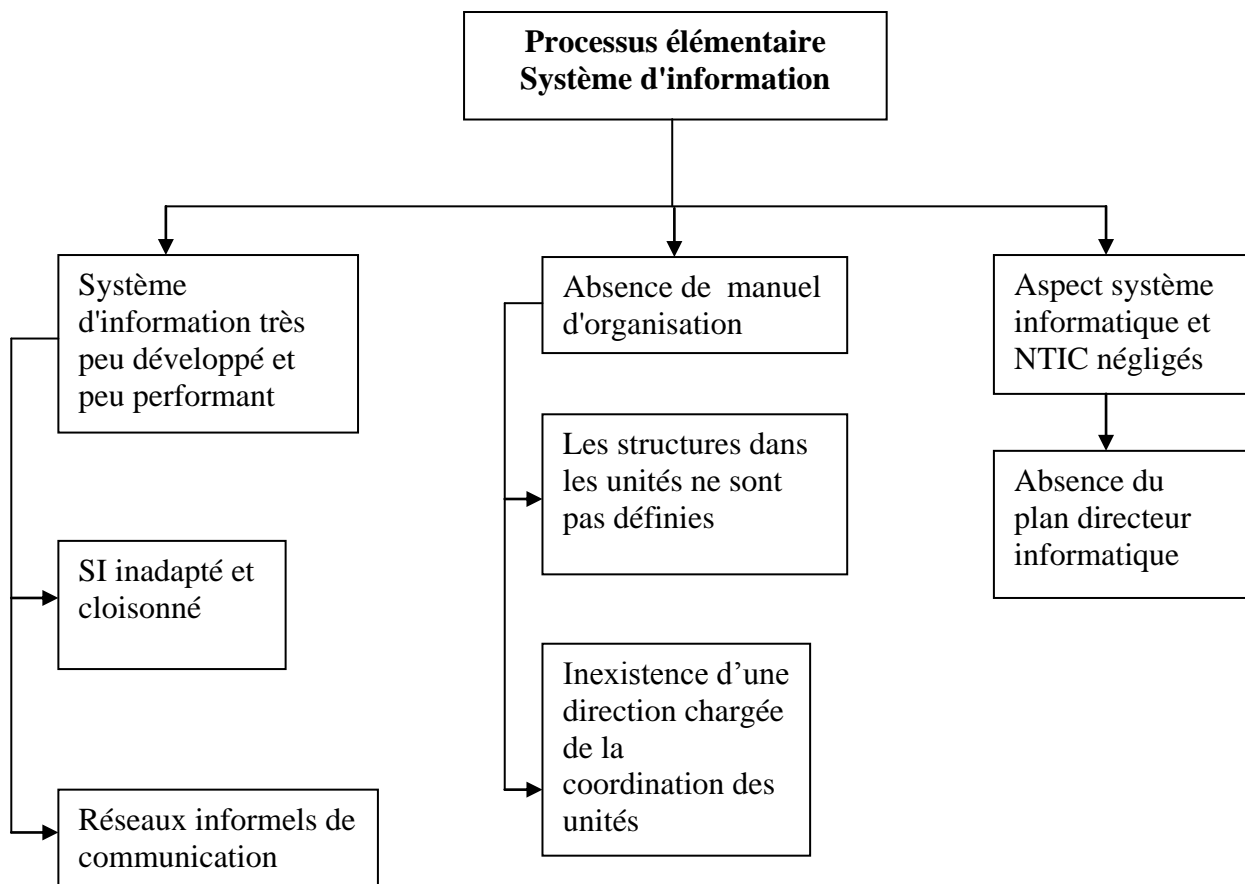 Processus élémentaire
Système d'information
Système
d'information très
peu développé et
peu performant
SI inadapté et
cloisonné
Réseaux informels de
communication
Absence de  manuel
d'organisation
Les structures dans
les unités ne sont
pas définies
Inexistence d’une
direction chargée
de la
coordination des
unités
Aspect système
informatique et
NTIC négligés
Absence du
plan directeur
informatique